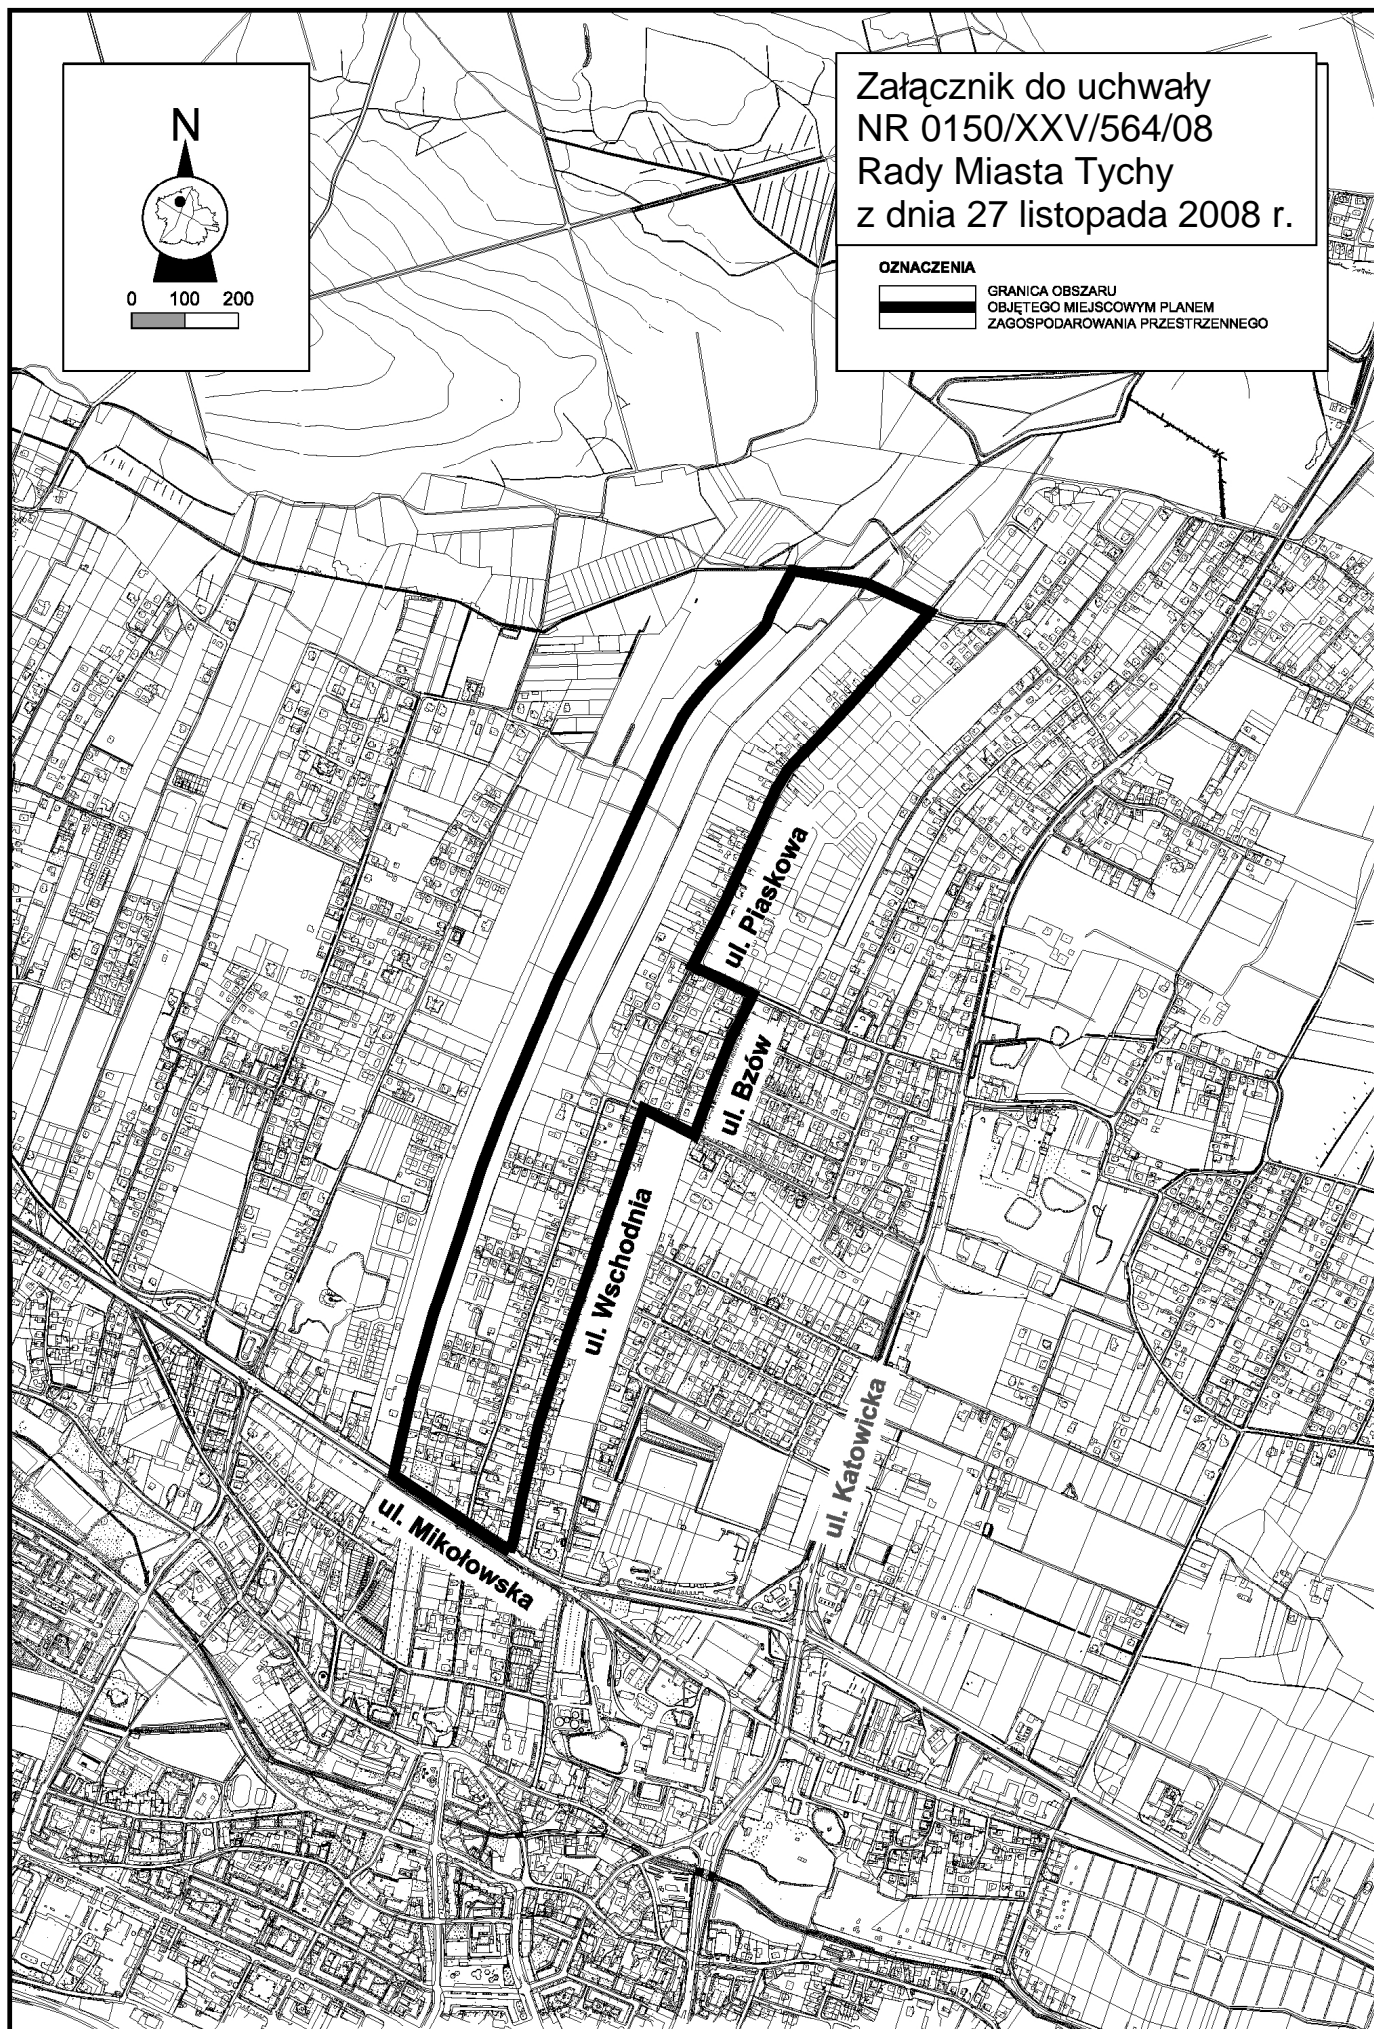 N
0 100 200
Załącznik do uchwały
NR 0150/XXV/564/08
Rady Miasta Tychy
z dnia 27 listopada 2008 r.
OZNACZENIA
GRANICA OBSZARU
OBJĘTEGO MIEJSCOWYM PLANEM
ZAGOSPODAROWANIA PRZESTRZENNEGO
ul. Piaskowa
ul. Bzów
ul. Wschodnia
ul. Katowicka
ul. Mikołowska